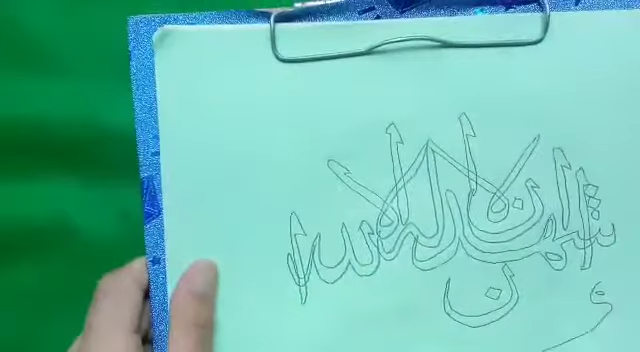 اشهد ان لا اله الا الله